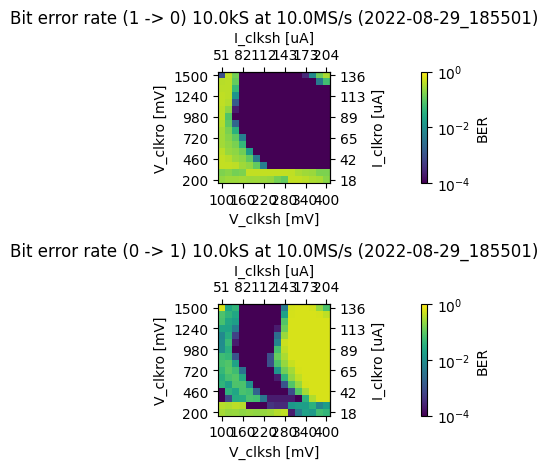 Bit error rate (1 -> 0) 10.0kS at 10.0MS/s (2022-08-29_185501)
I_clksh [uA]
51 82 112 143 173 204
1500 136
1240 113
980 89
720 65
460 42
200 18
V_clkro [mV]
I_clkro [uA]
100 160 220 280 340 400
V_clksh [mV]
10^0
10^-2
10^-4
BER
Bit error rate (0 -> 1) 10.0kS at 10.0MS/s (2022-08-29_185501)
I_clksh [uA]
51 82 112 143 173 204
1500 136
1240 113
980 89
720 65
460 42
200 18
V_clkro [mV]
I_clkro [uA]
100 160 220 280 340 400
V_clksh [mV]
10^0
10^-2
10^-4
BER